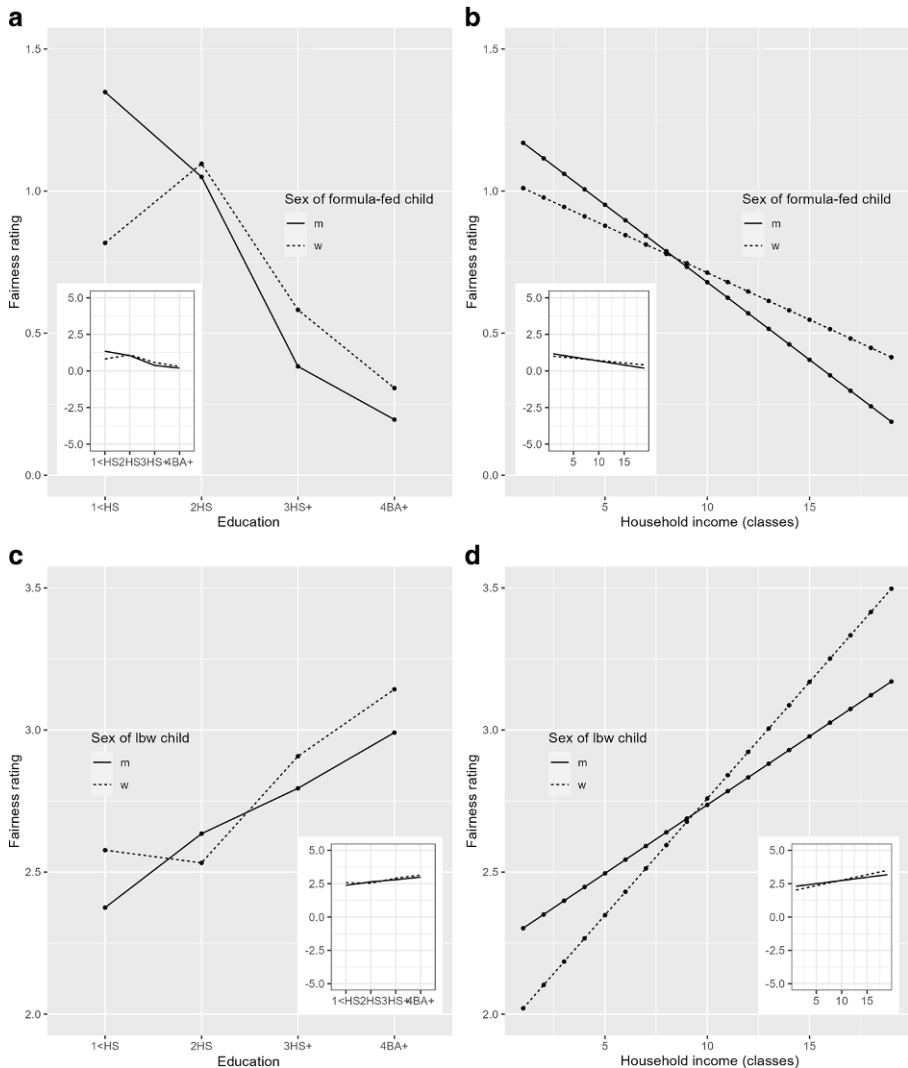 a
1.5
1.0
0.5
0.0
Fairness rating
Sex of formula-fed child
m
w
5.0
2.5
0.0
-2.5
-5.0
1<HS2HS3HS+4BA+
1<HS 2HS 3HS+ 4BA+
Education
b
1.5
1.0
0.5
0.0
Fairness rating
Sex of formula-fed child
m
w
5.0
2.5
0.0
-2.5
-5.0
5 10 15
5 10 15
Household income (classes)
c
3.5
3.0
2.5
2.0
Fairness rating
Sex of lbw child
m
w
5.0
2.5
0.0
-2.5
-5.0
1<HS2HS3HS+4BA+
1<HS 2HS 3HS+ 4BA+
Education
d
3.5
3.0
2.5
2.0
Fairness rating
Sex of lbw child
m
w
5.0
2.5
0.0
-2.5
-5.0
5 10 15
5 10 15
Household income (classes)